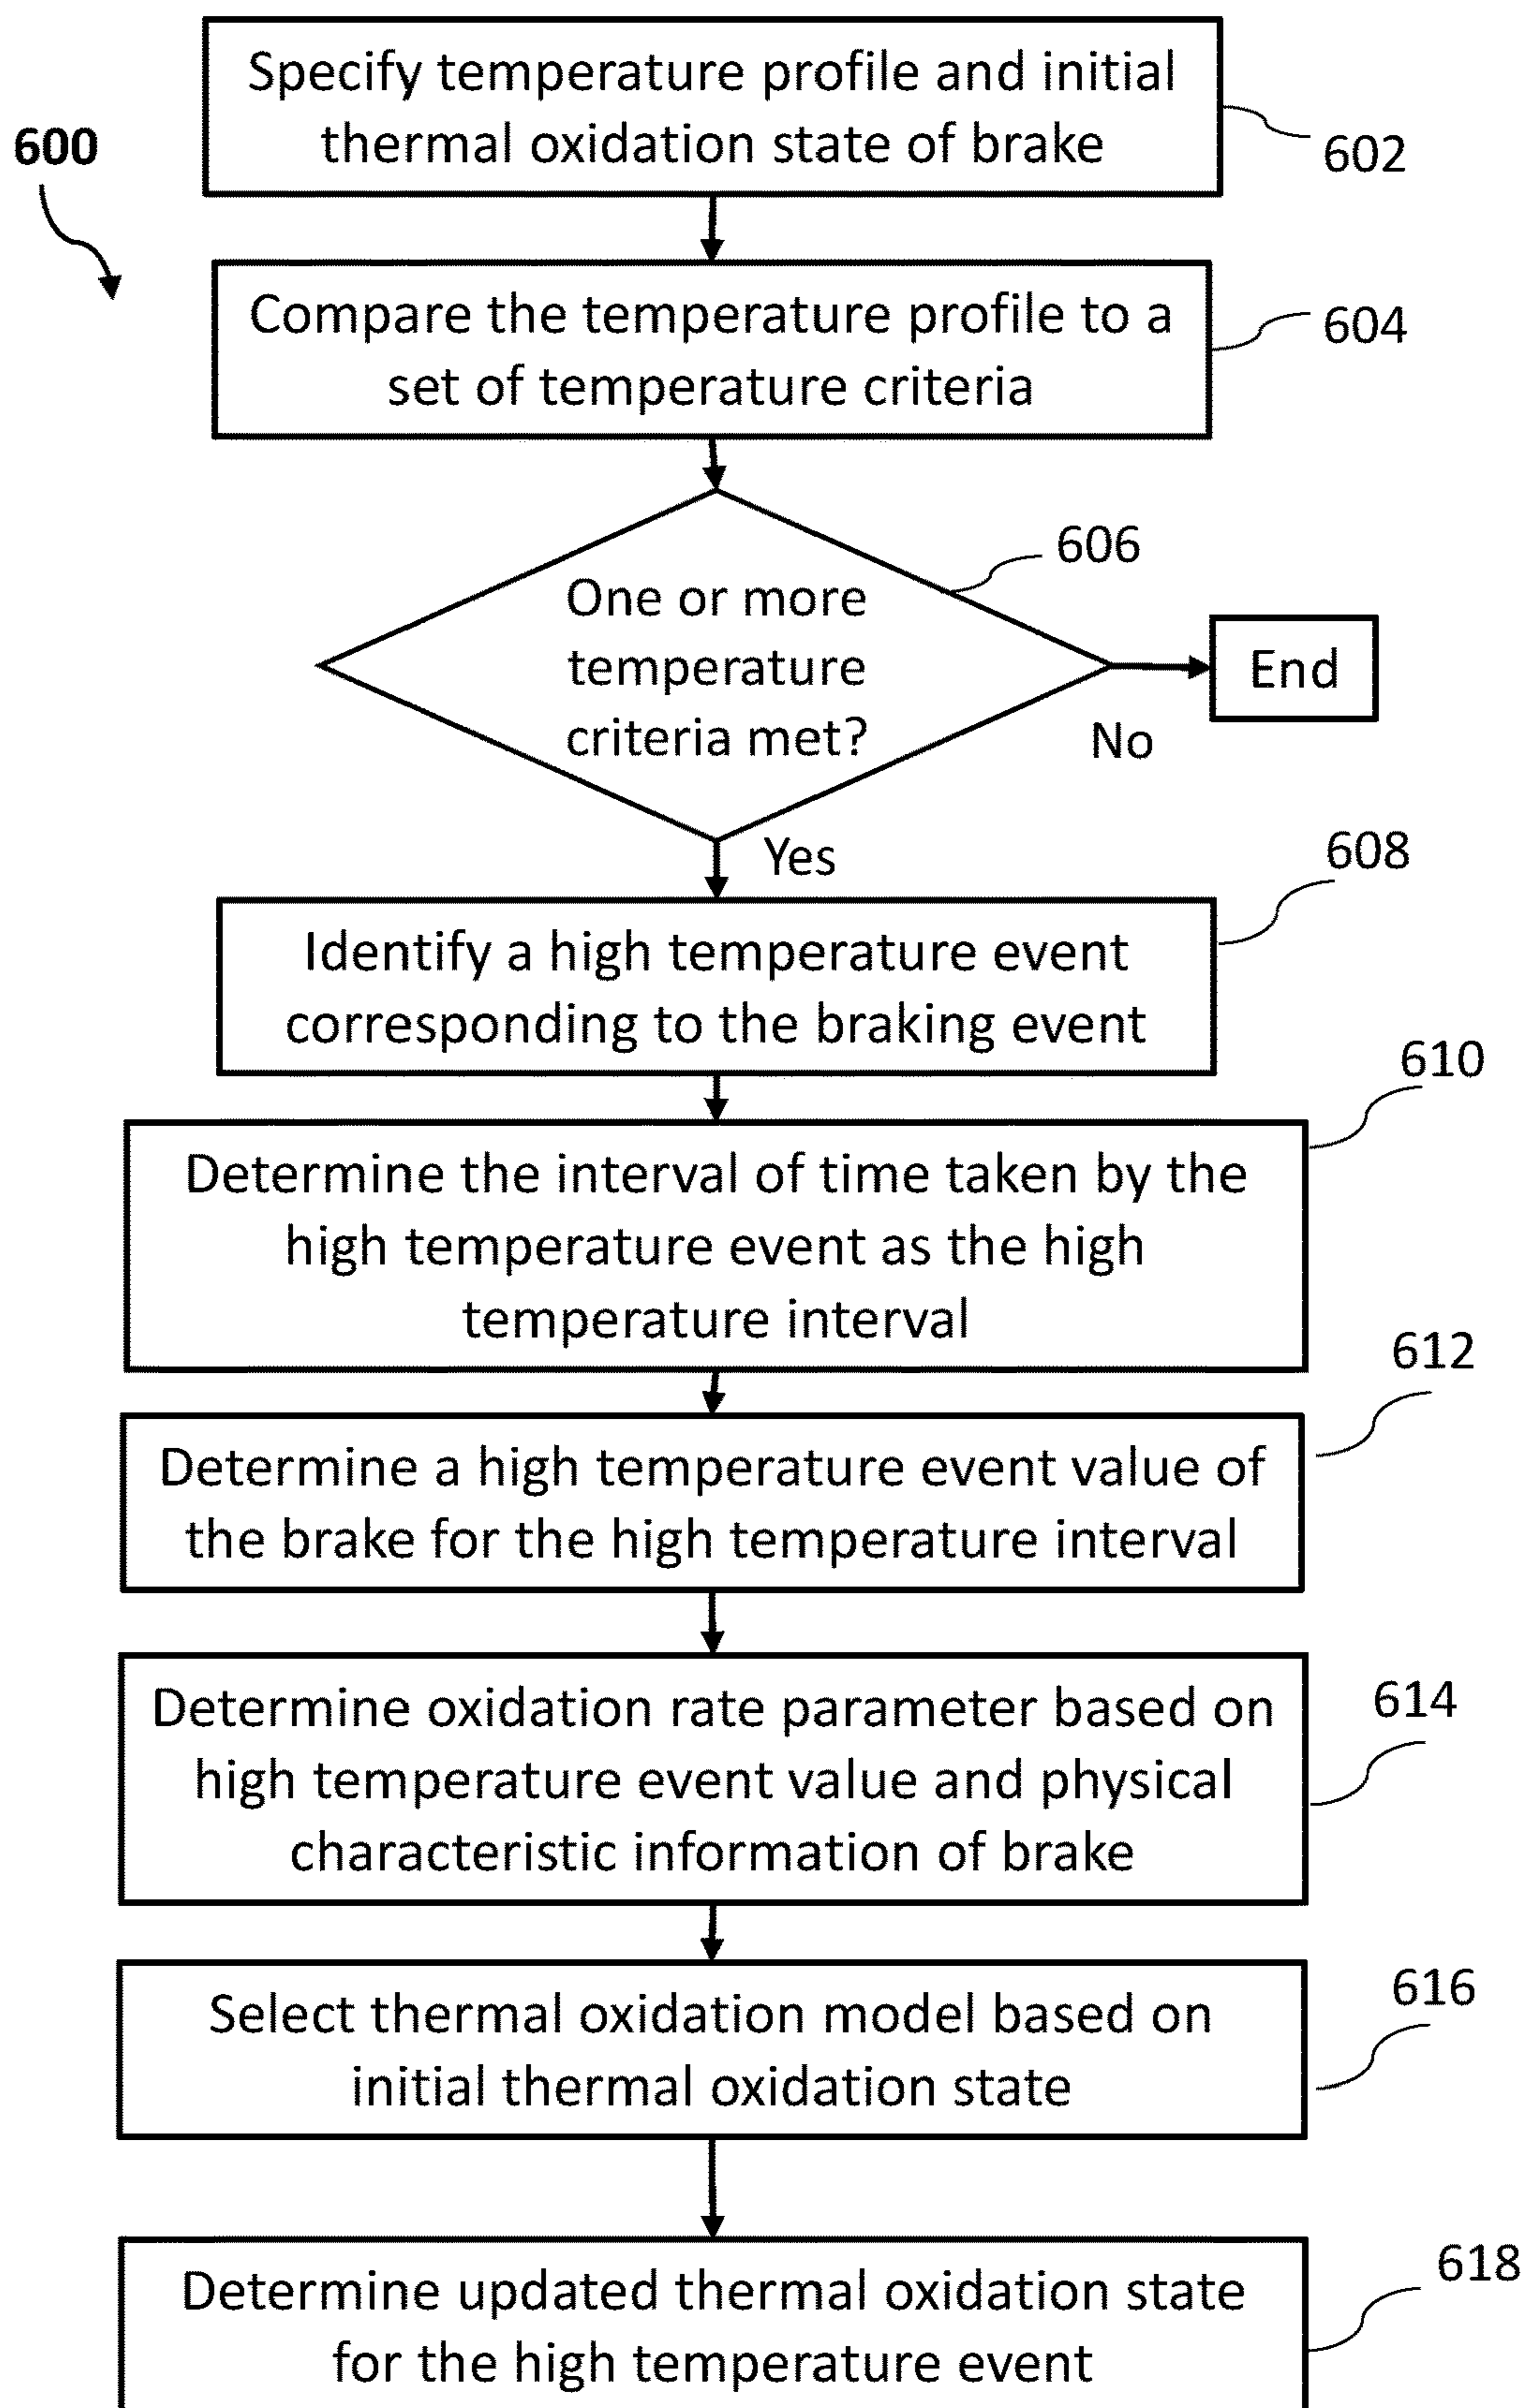 Specify temperature profile and initial
thermal oxidation state of brake
600
602
Compare the temperature profile to a
set of temperature criteria
604
606
One or more
temperature
criteria met?
End
No
Yes
608
Identify a high temperature event
corresponding to the braking event
610
Determine the interval of time taken by the
high temperature event as the high
temperature interval
612
Determine a high temperature event value of
the brake for the high temperature interval
614
Determine oxidation rate parameter based on
high temperature event value and physical
characteristic information of brake
616
Select thermal oxidation model based on
initial thermal oxidation state
618
Determine updated thermal oxidation state
for the high temperature event